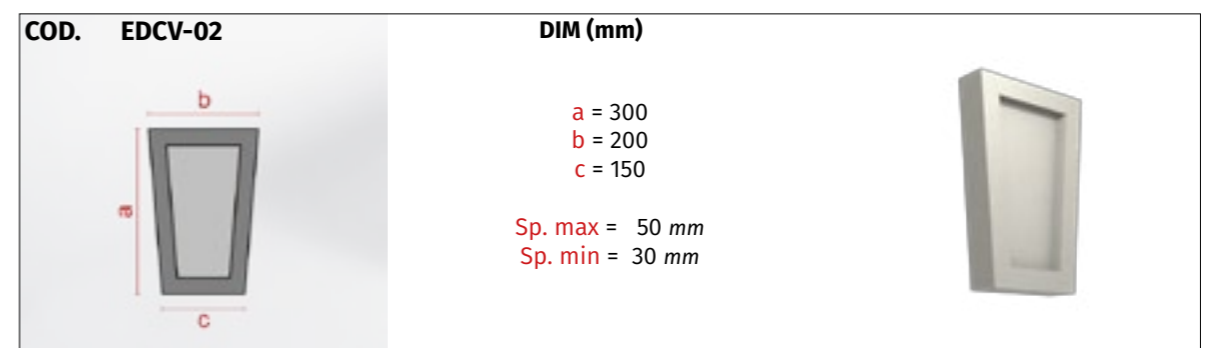 COD. EDCV-02
DIM (mm)
b
a
c
a = 300
b = 200
c = 150
Sp. max = 50 mm
Sp. min = 30 mm